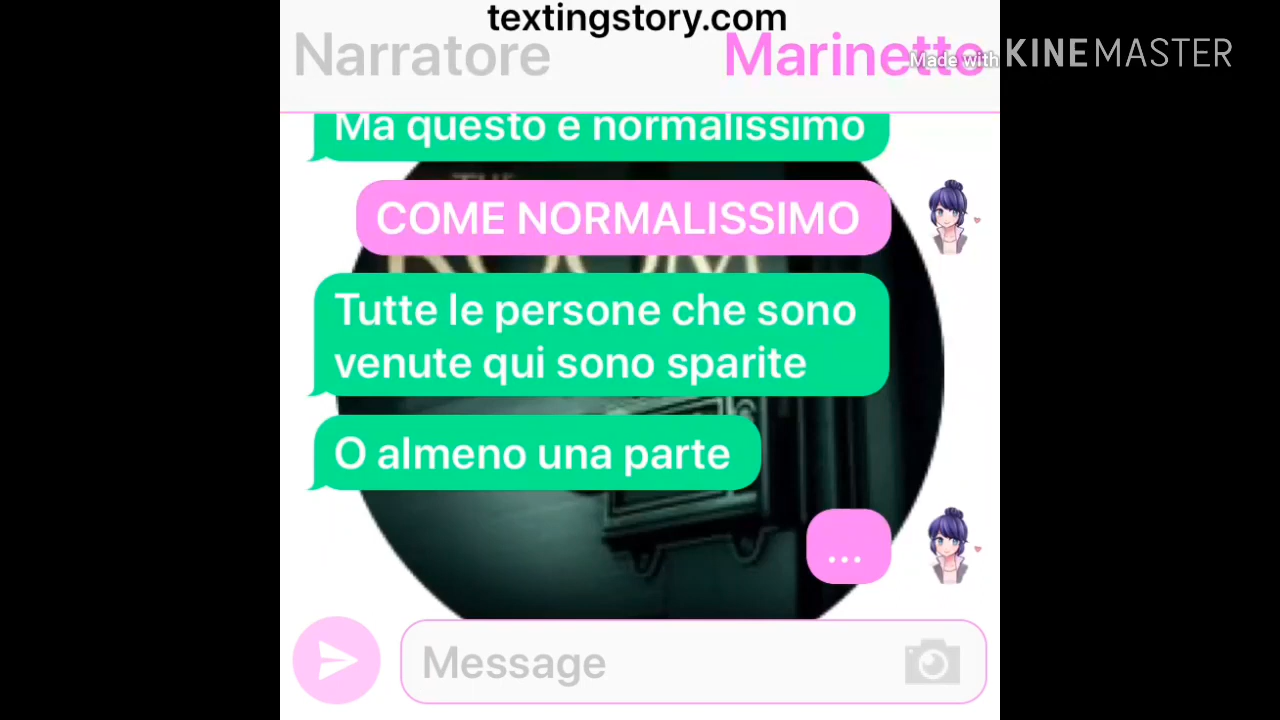 textingstory.com
Narratore
Marinette
Made with KINEMASTER
Ma questo è normalissimo
COME NORMALISSIMO
Tutte le persone che sono
venute qui sono sparite
O almeno una parte
...
Message